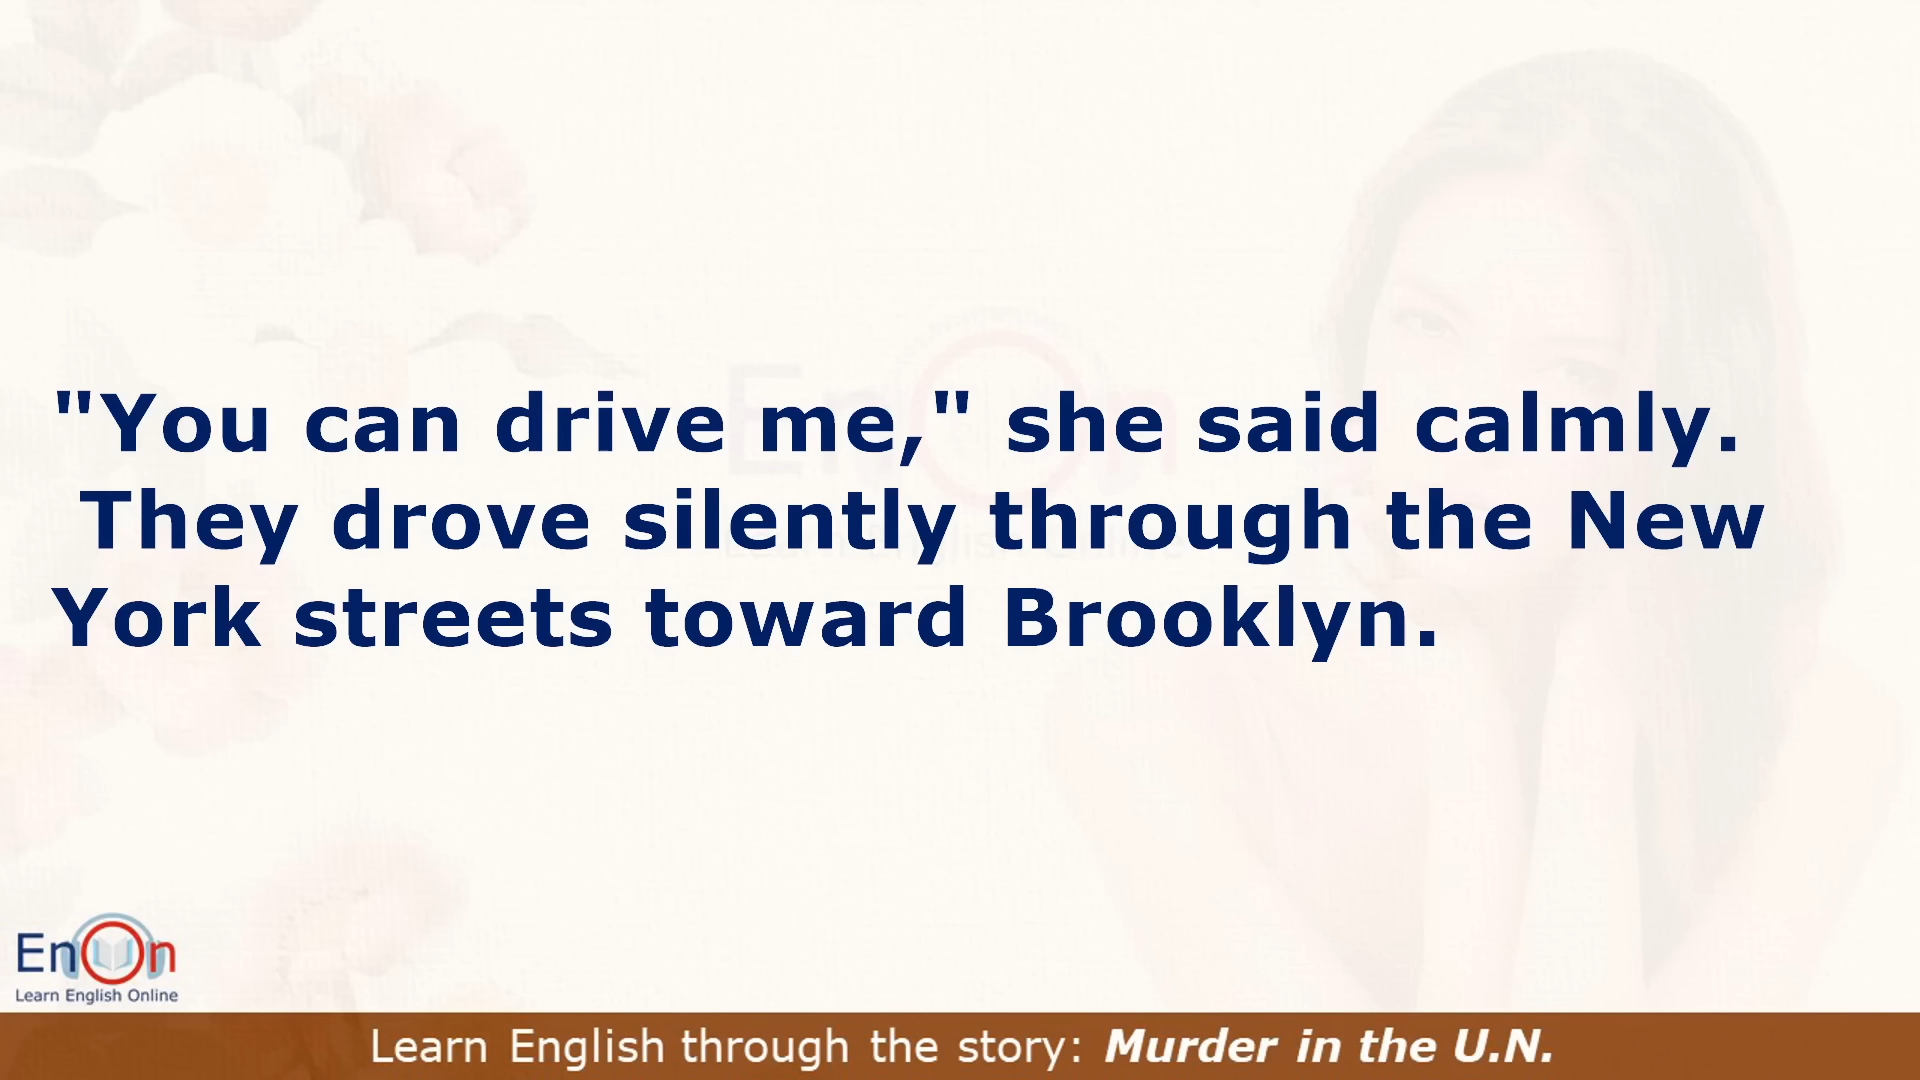 "You can drive me," she said calmly.
They drove silently through the New
York streets toward Brooklyn.
EnOn
Learn English Online
Learn English through the story: Murder in the U.N.